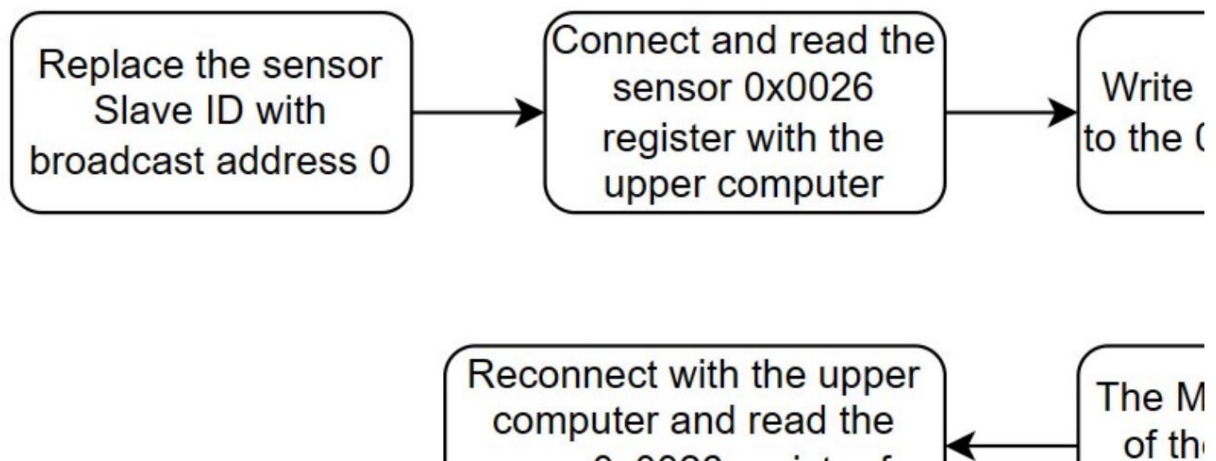 Replace the sensor
Slave ID with
broadcast address 0
Connect and read the
sensor 0x0026
register with the
upper computer
Write
to the
Reconnect with the upper
computer and read the
The
of